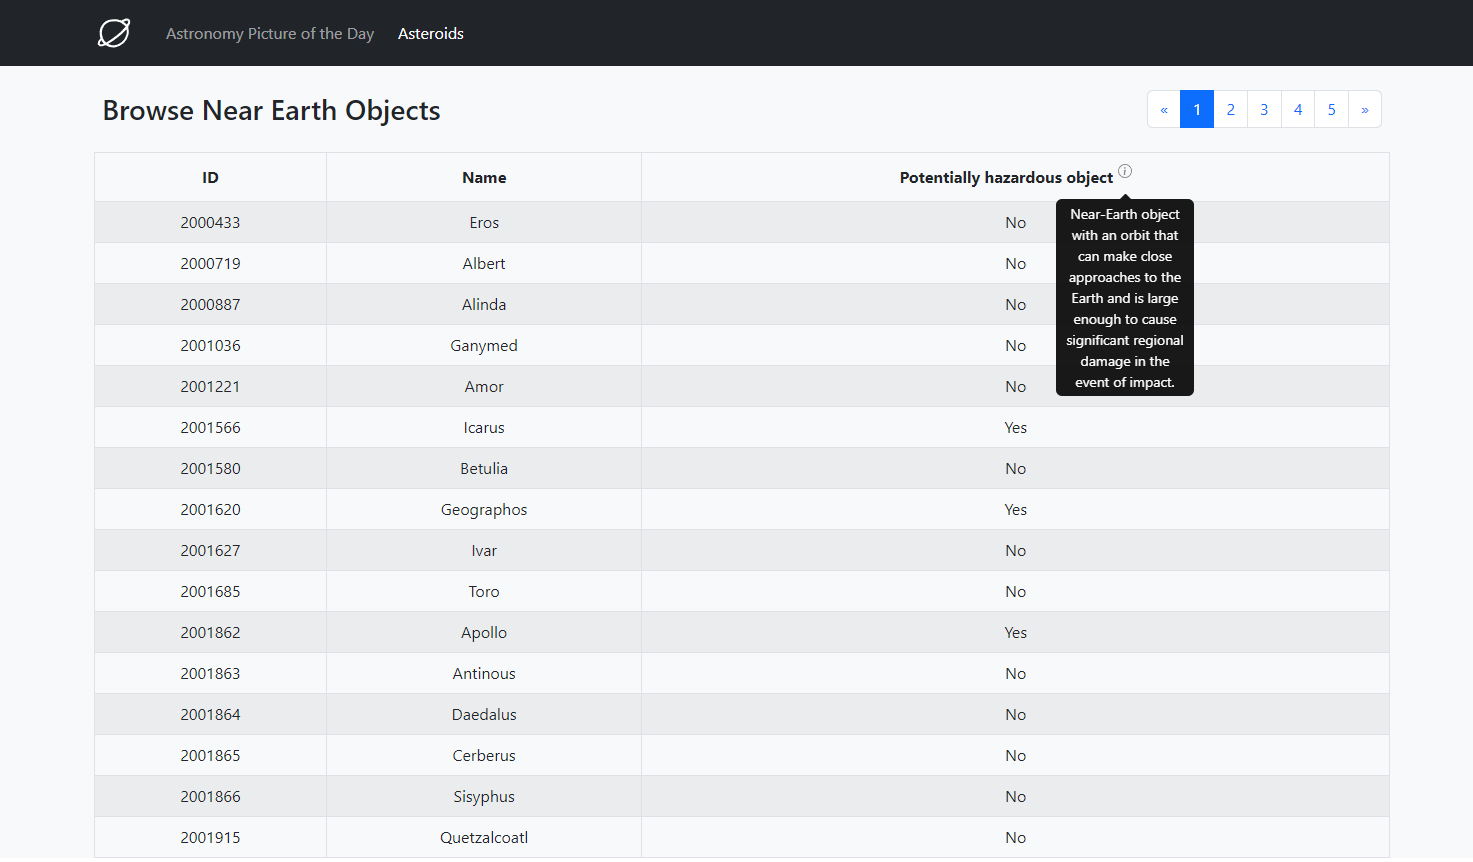 Astronomy Picture of the Day Asteroids
Browse Near Earth Objects
« 1 2 3 4 5 »
ID Name Potentially hazardous object i
Near-Earth object
with an orbit that
can make close
approaches to the
Earth and is large
enough to cause
significant regional
damage in the
event of impact.
2000433 Eros No
2000719 Albert No
2000887 Alinda No
2001036 Ganymed No
2001221 Amor No
2001566 Icarus Yes
2001580 Betulia No
2001620 Geographos Yes
2001627 Ivar No
2001685 Toro No
2001862 Apollo Yes
2001863 Antinous No
2001864 Daedalus No
2001865 Cerberus No
2001866 Sisyphus No
2001915 Quetzalcoatl No